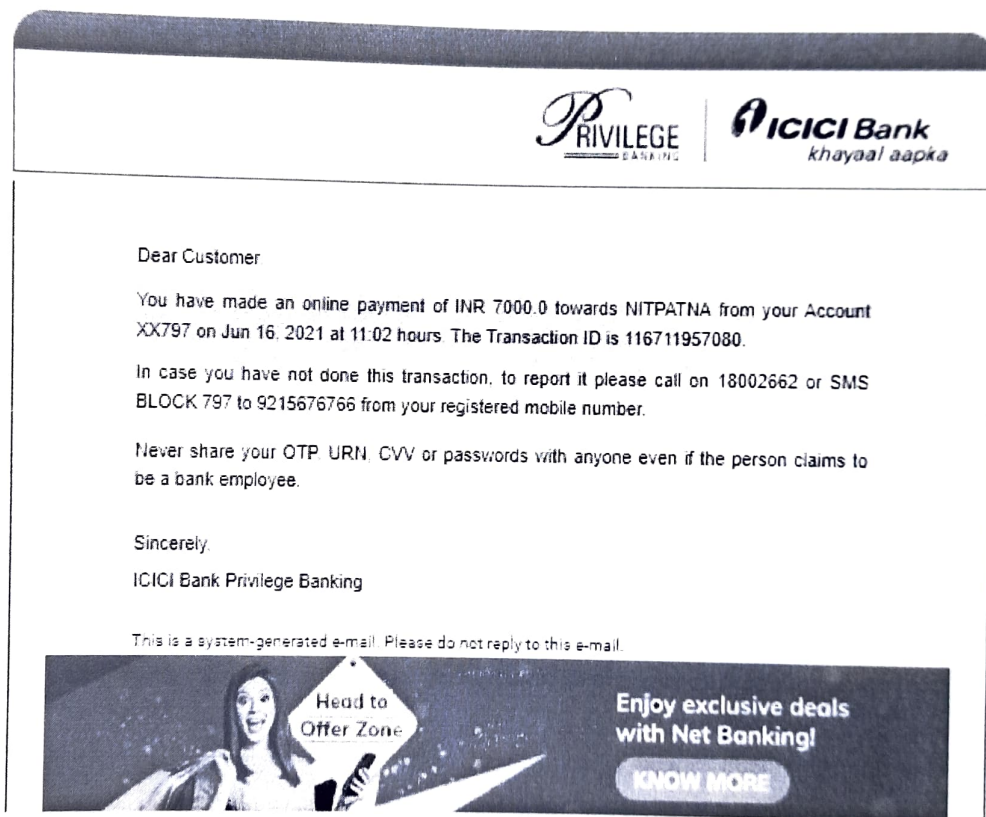 PRIVILEGE
BANKING
ICICI Bank
khayaal aapka
Dear Customer
You have made an online payment of INR 7000.0 towards NITPATNA from your Account
XX797 on Jun 16, 2021 at 11:02 hours. The Transaction ID is 116711957080.
In case you have not done this transaction, to report it please call on 18002662 or SMS
BLOCK 797 to 9215676766 from your registered mobile number.
Never share your OTP, URN, CVV or passwords with anyone even if the person claims to
be a bank employee.
Sincerely,
ICICI Bank Privilege Banking
This is a system-generated e-mail. Please do not reply to this e-mail.
Head to
Offer Zone
Enjoy exclusive deals
with Net Banking!
KNOW MORE